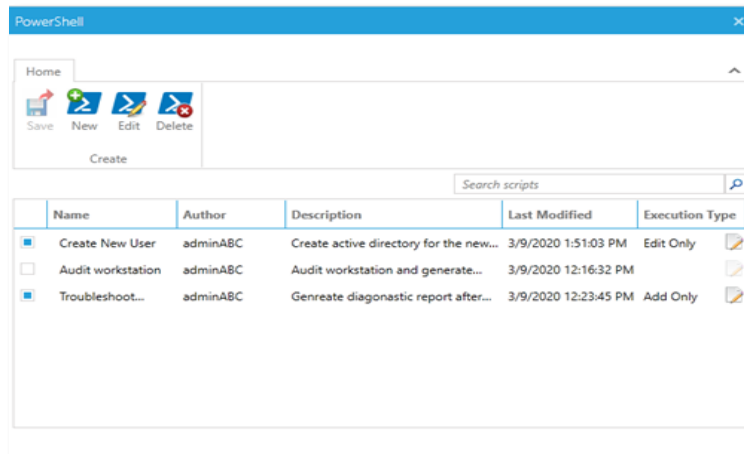 PowerShell
Home
Save New Edit Delete
Create
Search scripts
Name Author Description Last Modified Execution Type
Create New User adminABC Create active directory for the new... 3/9/2020 1:51:03 PM Edit Only
Audit workstation adminABC Audit workstation and generate... 3/9/2020 12:16:32 PM
Troubleshoot... adminABC Genreate diagonastic report after... 3/9/2020 12:23:45 PM Add Only